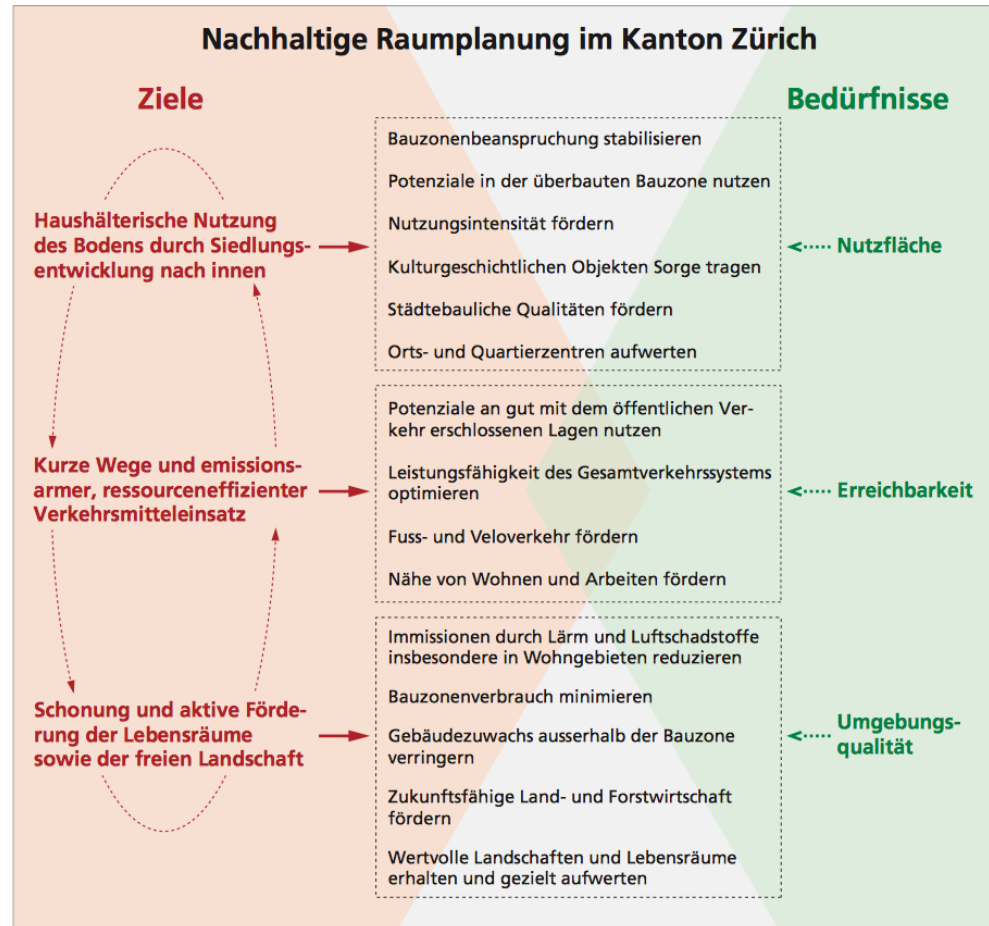 Nachhaltige Raumplanung im Kanton Zürich
Ziele
Bedürfnisse
Haushälterische Nutzung
des Bodens durch Siedlungs-
entwicklung nach innen
Bauzonenbeanspruchung stabilisieren
Potenziale in der überbauten Bauzone nutzen
Nutzungsintensität fördern
Kulturgeschichtlichen Objekten Sorge tragen
Städtebauliche Qualitäten fördern
Orts- und Quartierzentren aufwerten
Nutzfläche
Kurze Wege und emissions-
armer, ressourceneffizienter
Verkehrsmitteleinsatz
Potenziale an gut mit dem öffentlichen Ver-
kehr erschlossenen Lagen nutzen
Leistungsfähigkeit des Gesamtverkehrssystems
optimieren
Fuss- und Veloverkehr fördern
Nähe von Wohnen und Arbeiten fördern
Erreichbarkeit
Schonung und aktive Förde-
rung der Lebensräume
sowie der freien Landschaft
Immissionen durch Lärm und Luftschadstoffe
insbesondere in Wohngebieten reduzieren
Bauzonenverbrauch minimieren
Gebäudezuwachs ausserhalb der Bauzone
verringern
Zukunftsfähige Land- und Forstwirtschaft
fördern
Wertvolle Landschaften und Lebensräume
erhalten und gezielt aufwerten
Umgebungs-
qualität